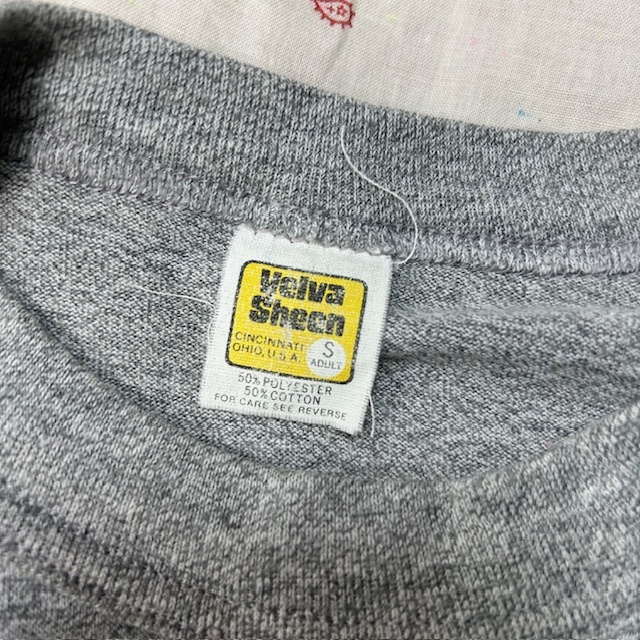 Velva
Sheen
CINCINNATI
OHIO, U.S.A.
S
ADULT
50% POLYESTER
50% COTTON
FOR CARE SEE REVERSE